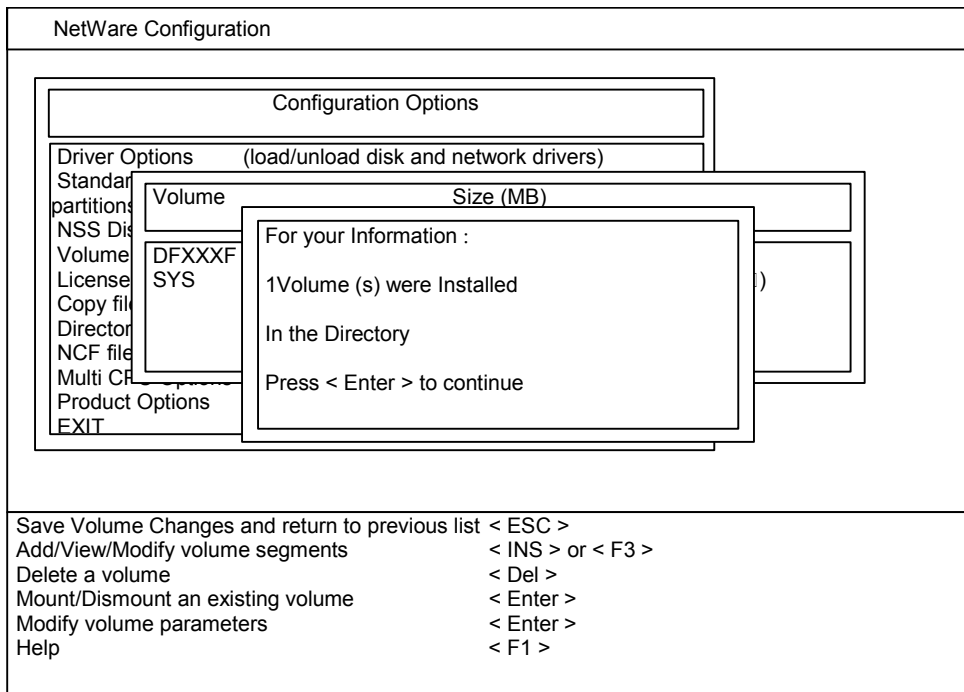 NetWare Configuration
Configuration Options
Driver Options (load/unload disk and network drivers)
Standar
partitions
NSS Dis
Volume
License
Copy file
Director
NCF file
Multi CPU Options
Product Options
EXIT
Volume Size (MB)
DFXXXF
SYS )
For your Information :
1Volume (s) were Installed
In the Directory
Press < Enter > to continue
Save Volume Changes and return to previous list < ESC >
Add/View/Modify volume segments < INS > or < F3 >
Delete a volume < Del >
Mount/Dismount an existing volume < Enter >
Modify volume parameters < Enter >
Help < F1 >